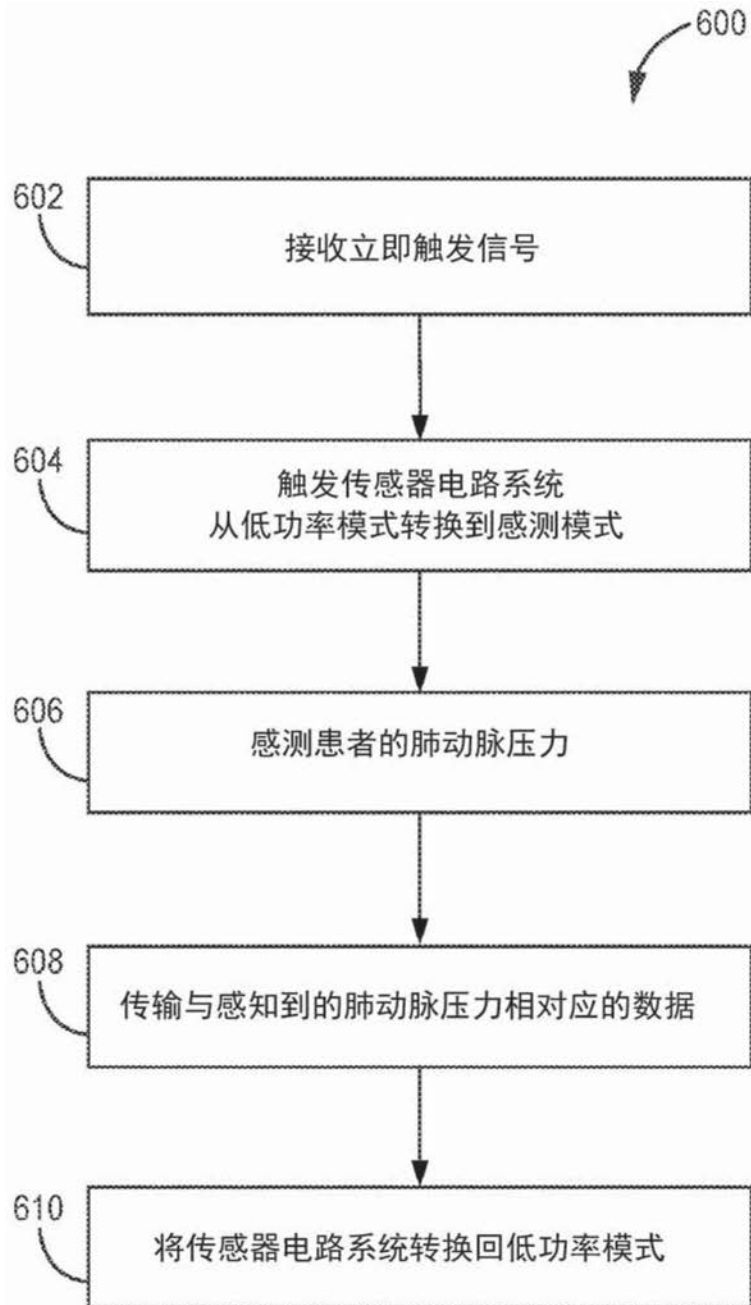 600
602
接收立即触发信号
604
触发传感器电路系统
从低功率模式转换到感测模式
606
感测患者的肺动脉压力
608
传输与感知到的肺动脉压力相对应的数据
610
将传感器电路系统转换回低功率模式